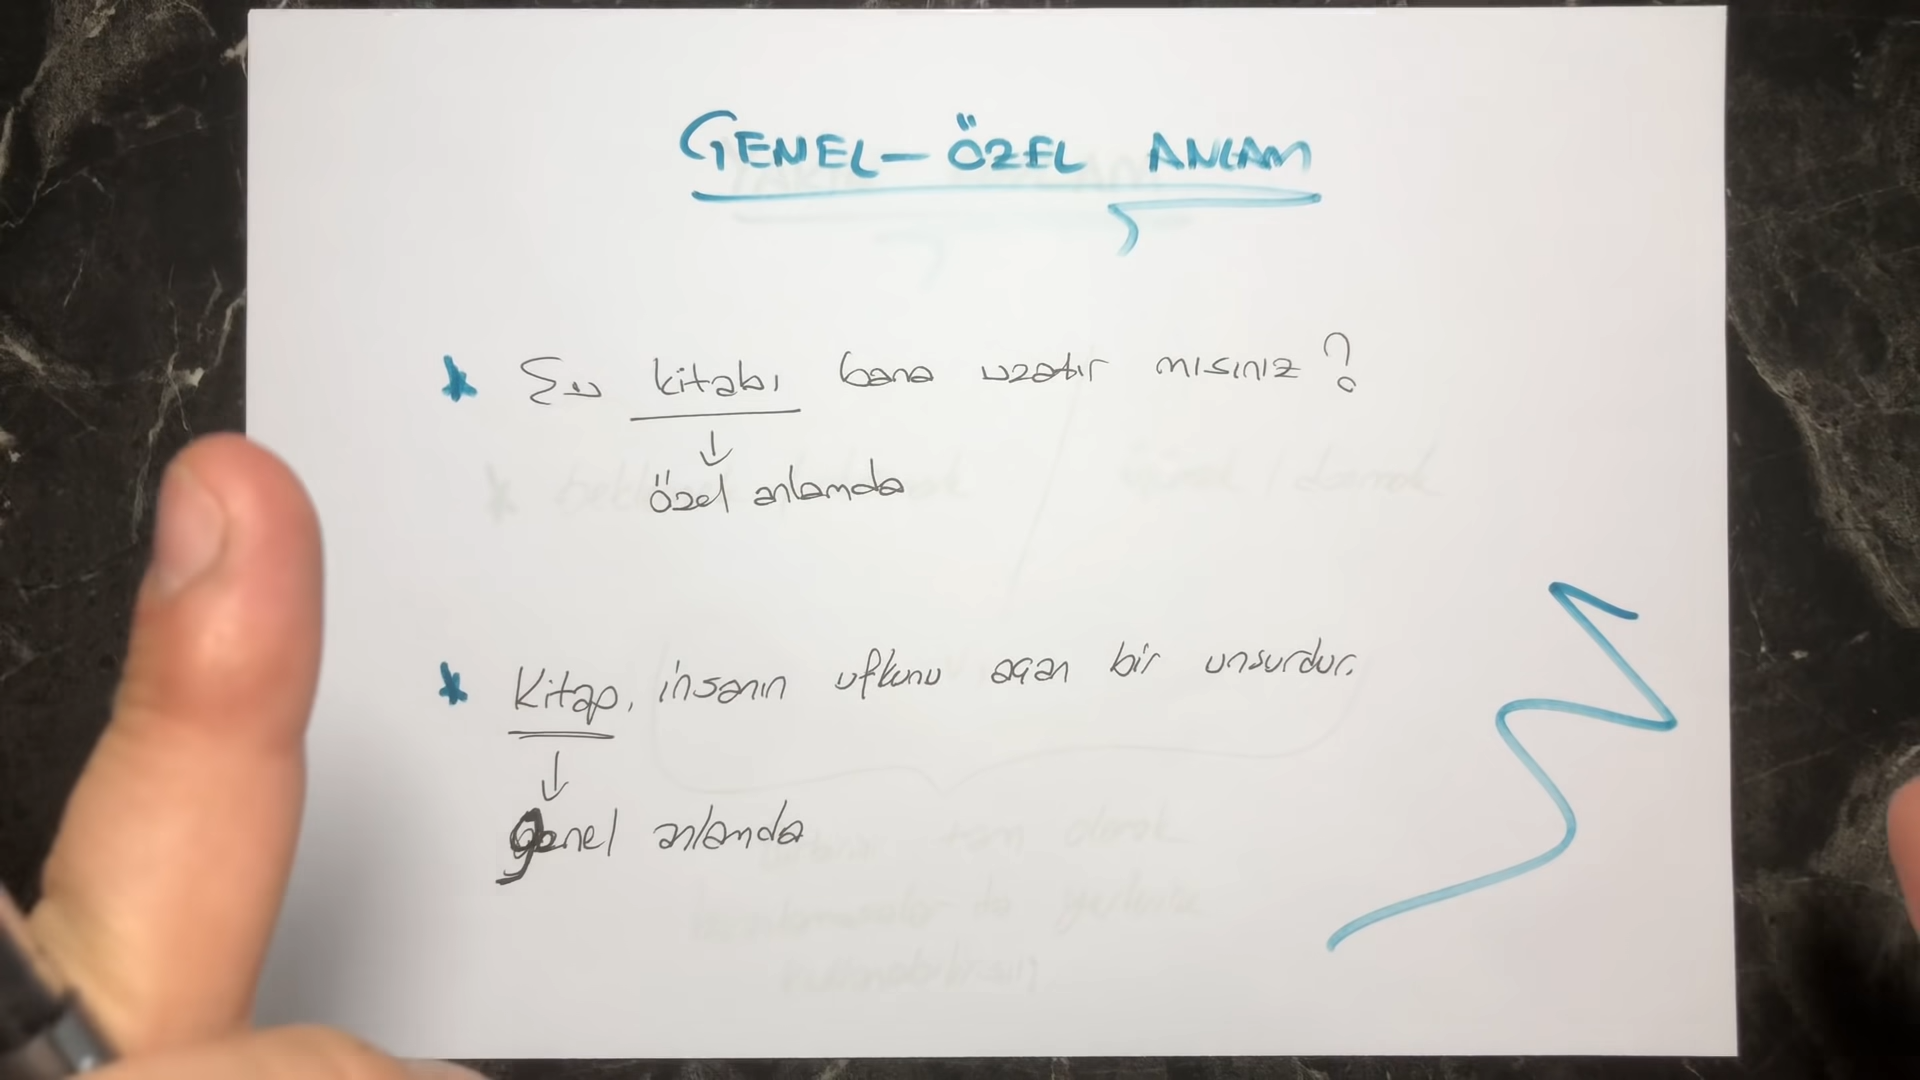 GENEL-ÖZEL ANLAM
Şu kitabı bana uzatır mısınız?
↓
özel anlamda
Kitap, insanın ufkunu açan bir unsurdur.
↓
genel anlamda